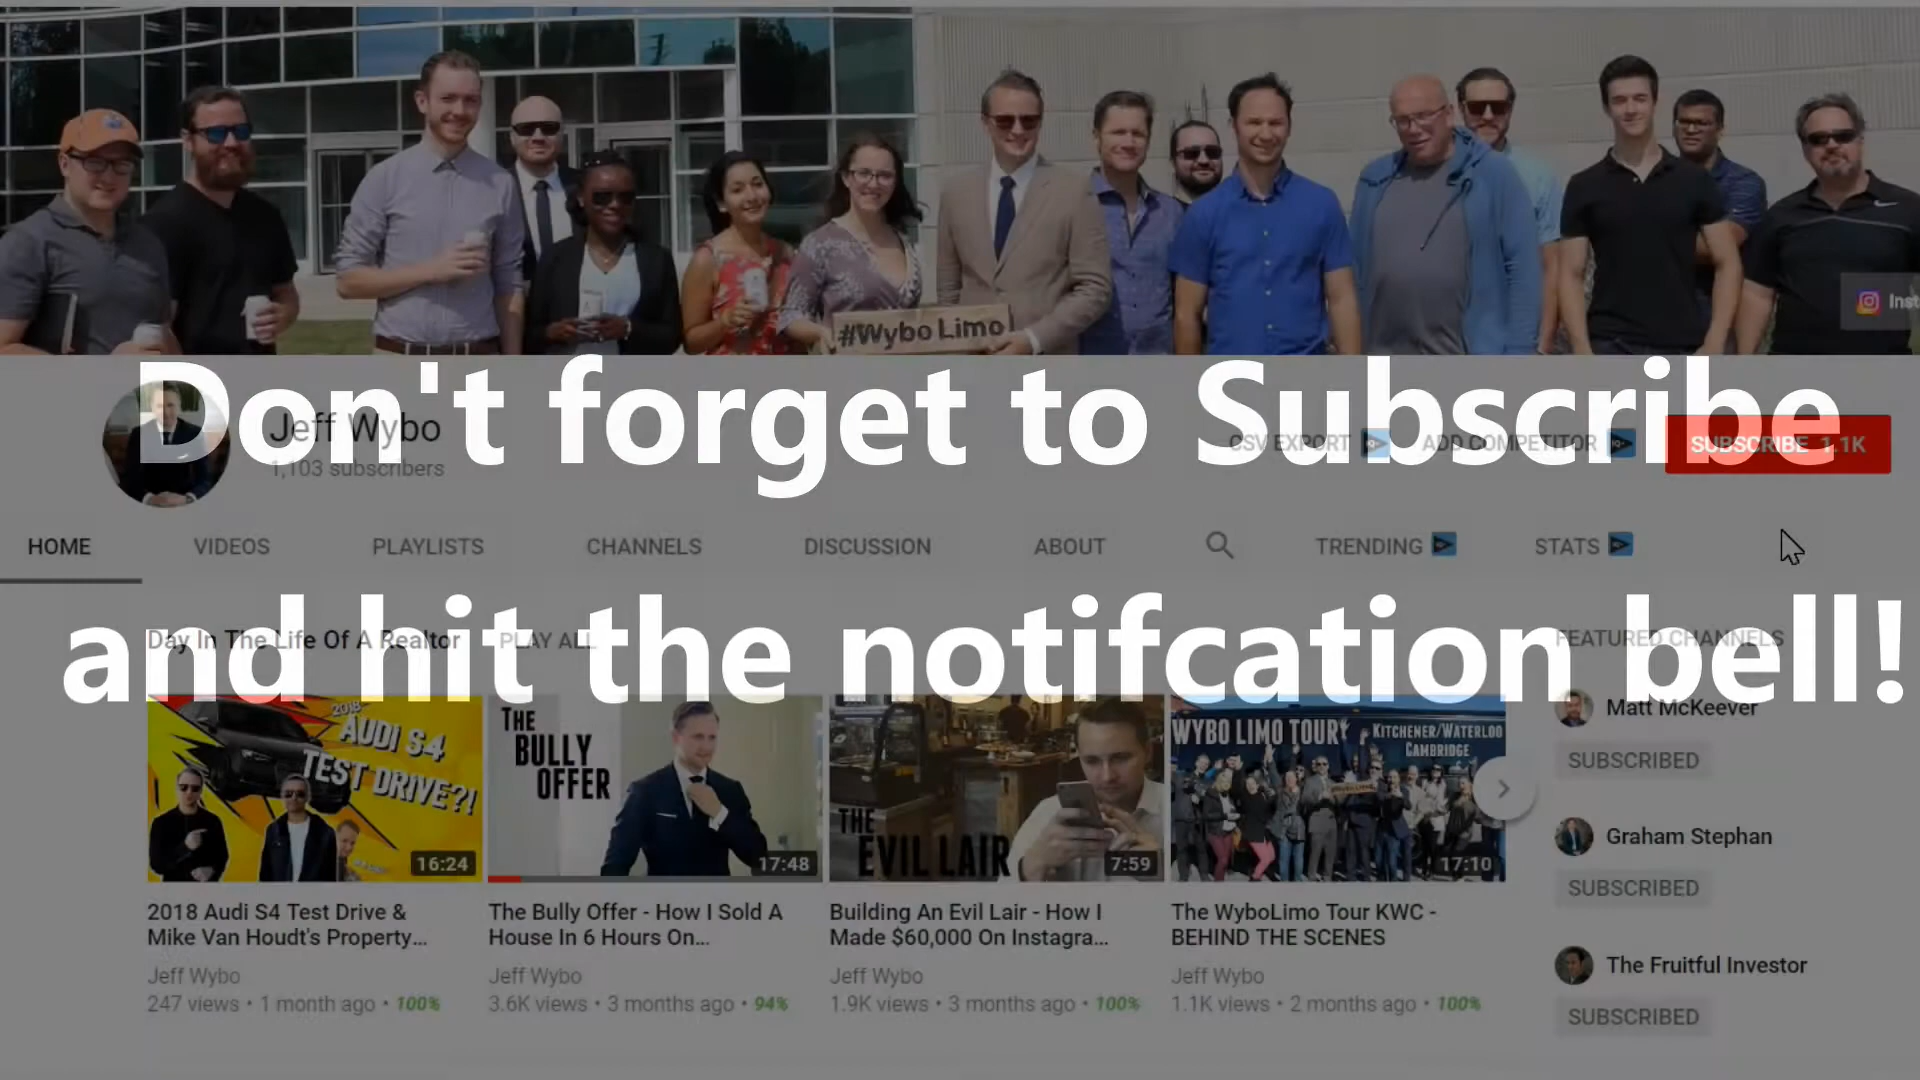 #Wybo Limo
Inst
Don't forget to Subscribe
Jeff Wybo
1,103 subscribers
CSV EXPORT
ADD COMPETITOR
SUBSCRIBE 1.1K
HOME
VIDEOS
PLAYLISTS
CHANNELS
DISCUSSION
ABOUT
TRENDING
STATS
and hit the notifcation bell!
Day In The Life Of A Realtor
PLAY ALL
FEATURED CHANNELS
2018
AUDI S4
TEST DRIVE?!
16:24
THE
BULLY
OFFER
17:48
THE
EVIL LAIR
7:59
WYBO LIMO TOUR
KITCHENER/WATERLOO
CAMBRIDGE
17:10
2018 Audi S4 Test Drive &
Mike Van Houdt's Property...
Jeff Wybo
247 views • 1 month ago • 100%
The Bully Offer - How I Sold A
House In 6 Hours On...
Jeff Wybo
3.6K views • 3 months ago • 94%
Building An Evil Lair - How I
Made $60,000 On Instagra...
Jeff Wybo
1.9K views • 3 months ago • 100%
The WyboLimo Tour KWC -
BEHIND THE SCENES
Jeff Wybo
1.1K views • 2 months ago • 100%
Matt McKeever
SUBSCRIBED
Graham Stephan
SUBSCRIBED
The Fruitful Investor
SUBSCRIBED